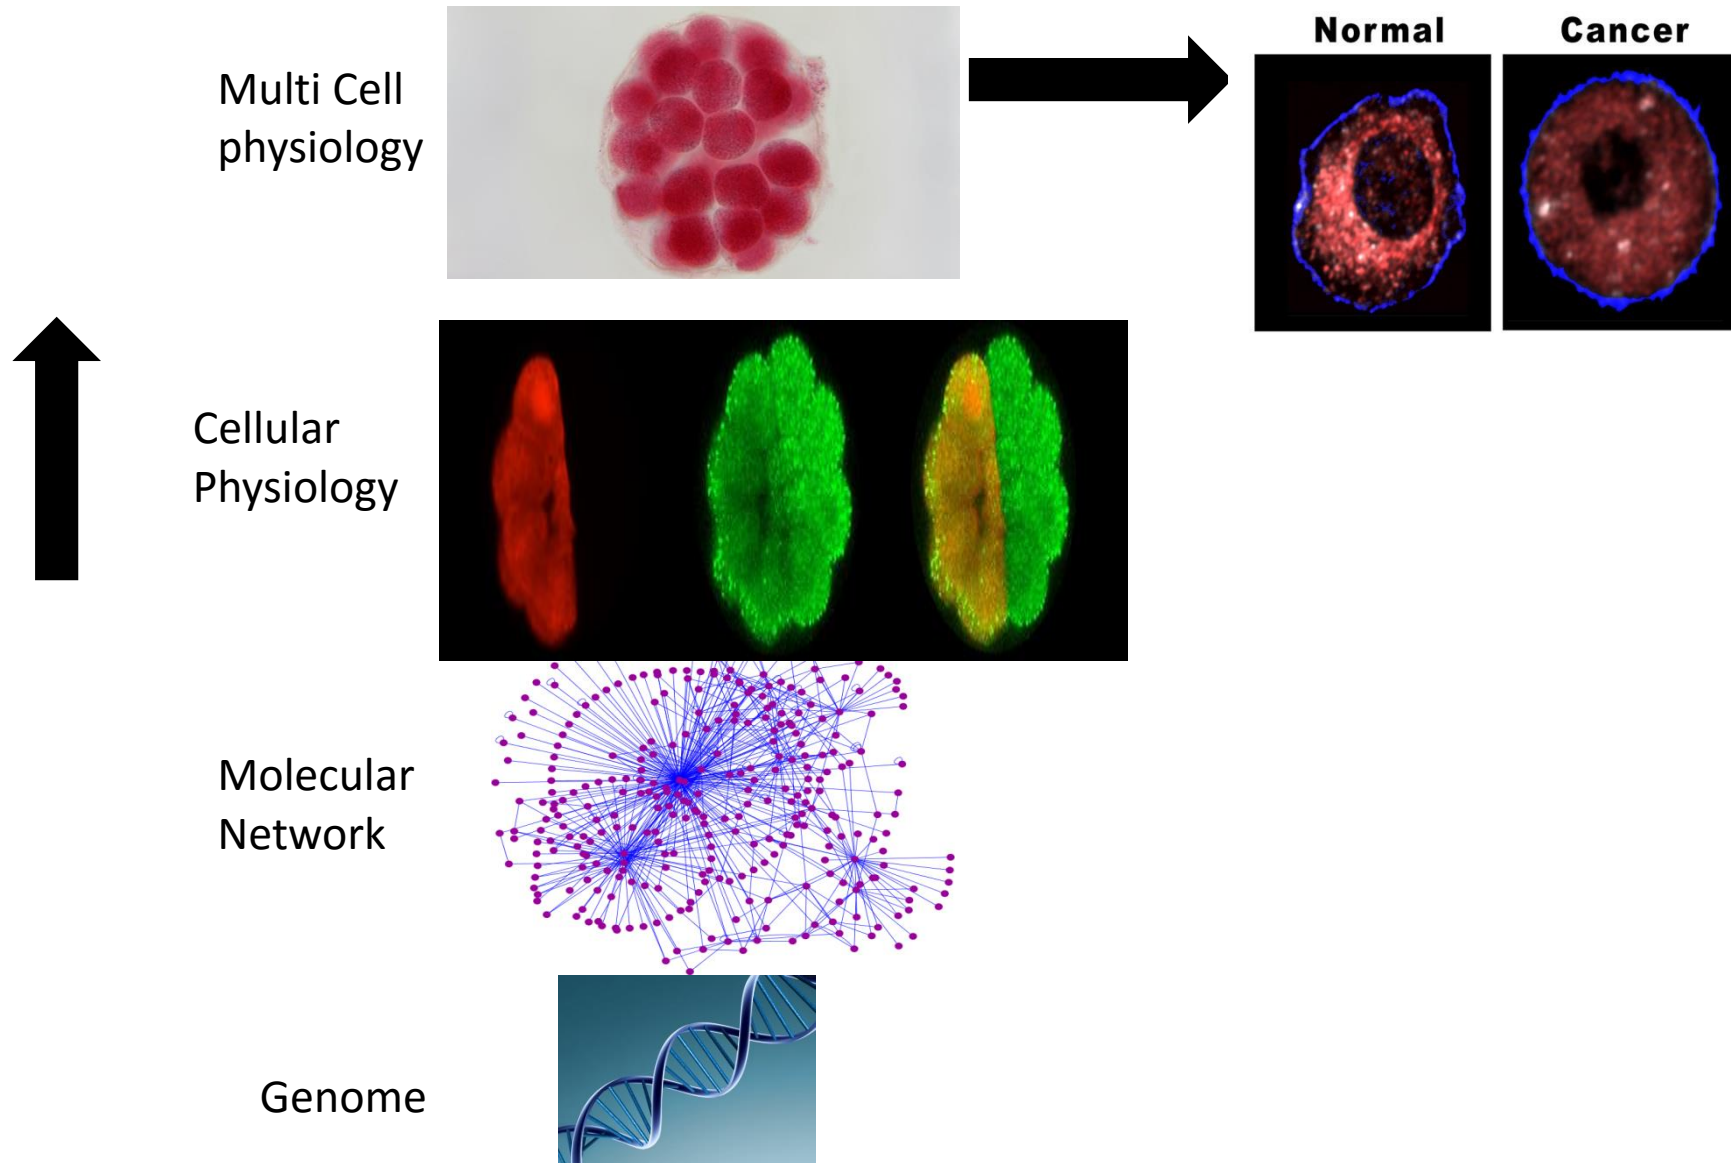 Normal
Cancer
Multi Cell
physiology
Cellular
Physiology
Molecular
Network
Genome